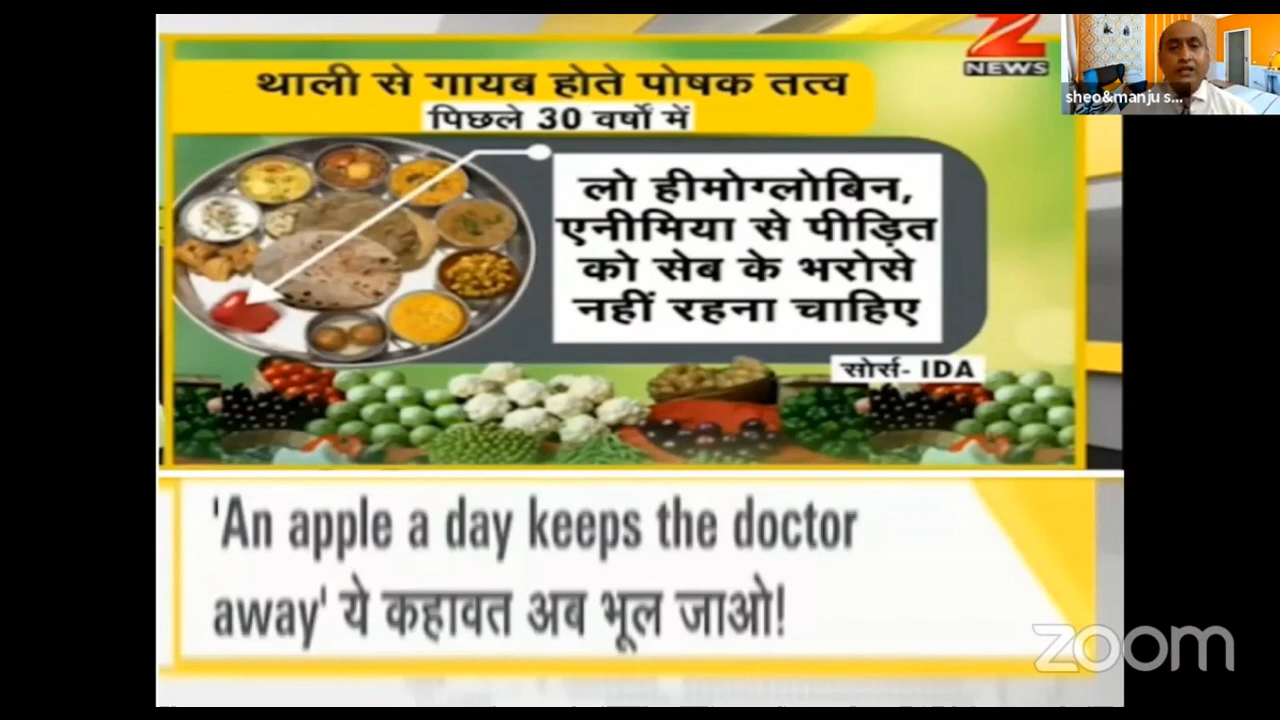 थाली से गायब होते पोषक तत्व
पिछले 30 वर्षों में
Z
NEWS
sheo&manju s...
लो हीमोग्लोबिन,
एनीमिया से पीड़ित
को सेब के भरोसे
नहीं रहना चाहिए
सोर्स- IDA
'An apple a day keeps the doctor
away' ये कहावत अब भूल जाओ!
zoom